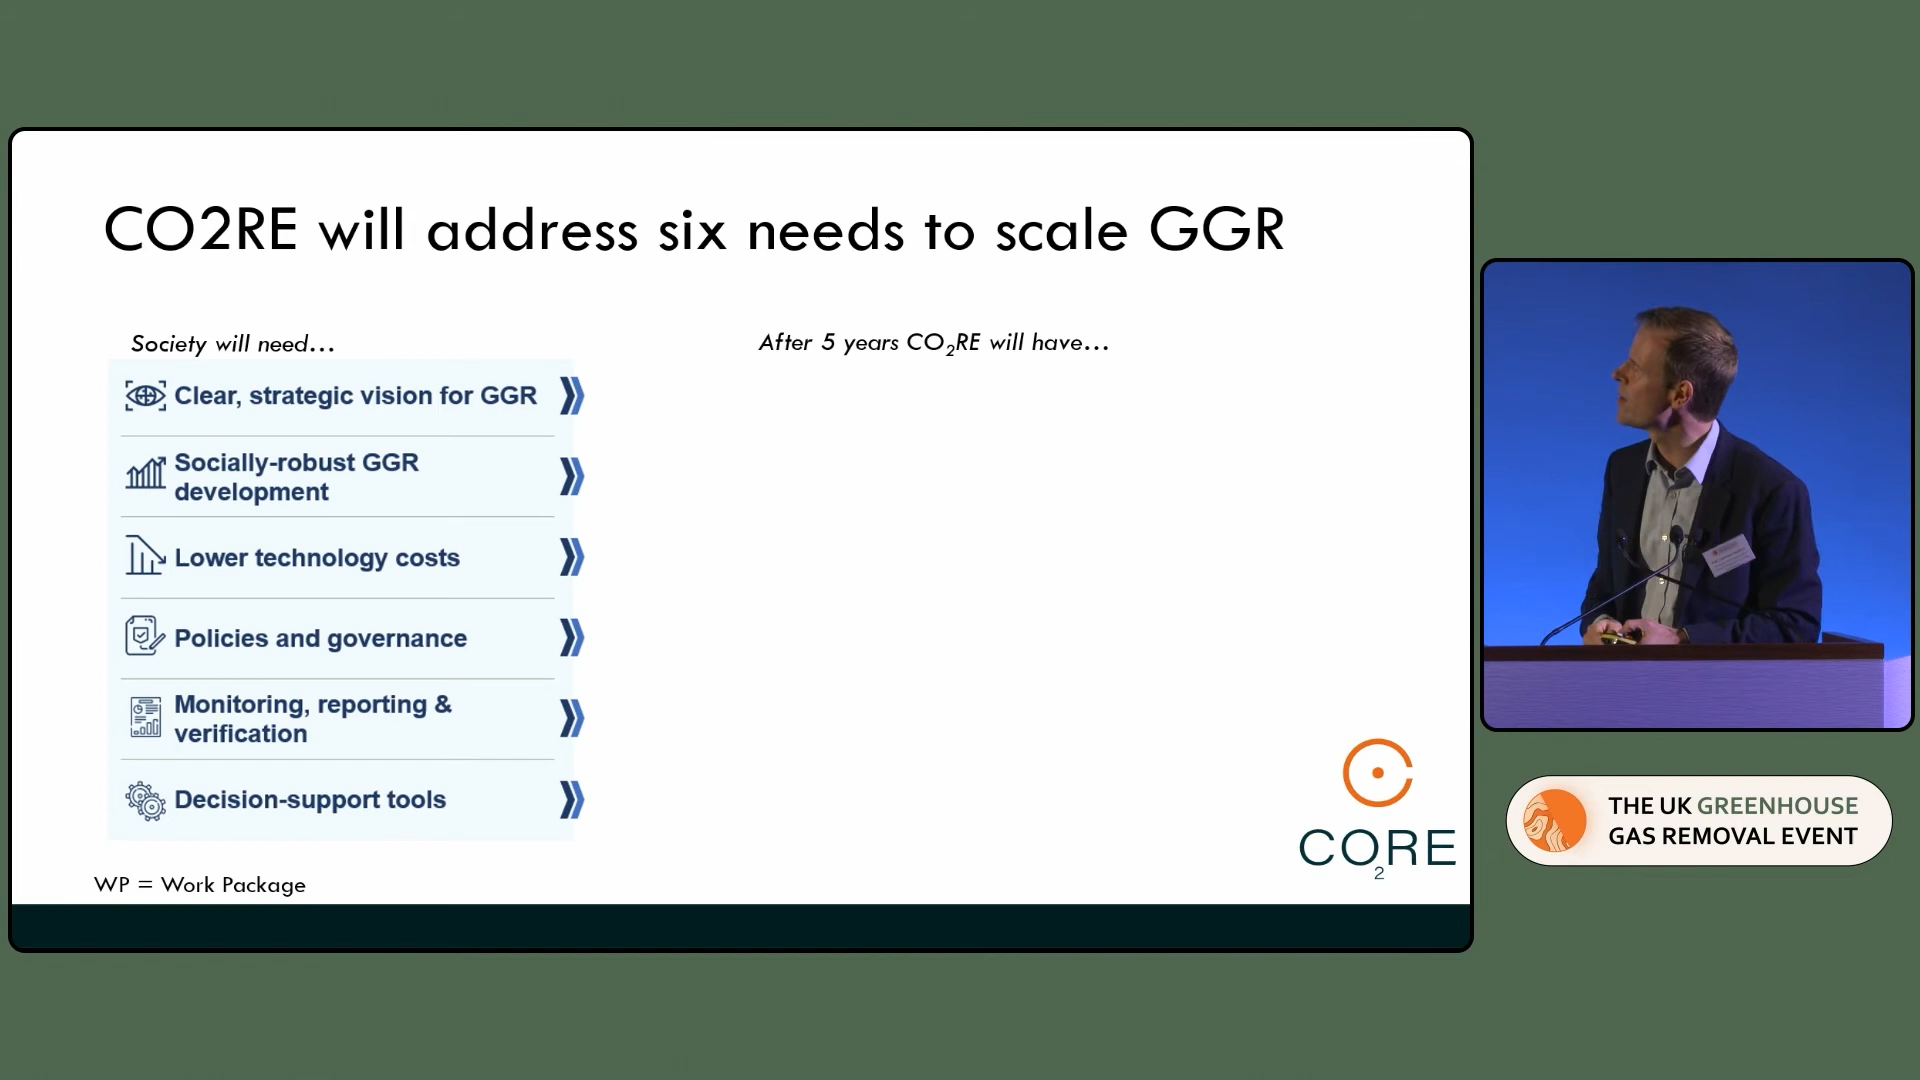 CO2RE will address six needs to scale GGR
Society will need...
After 5 years CO₂RE will have...
Clear, strategic vision for GGR
Socially-robust GGR
development
Lower technology costs
Policies and governance
Monitoring, reporting &
verification
Decision-support tools
WP = Work Package
CO₂RE
THE UK GREENHOUSE
GAS REMOVAL EVENT